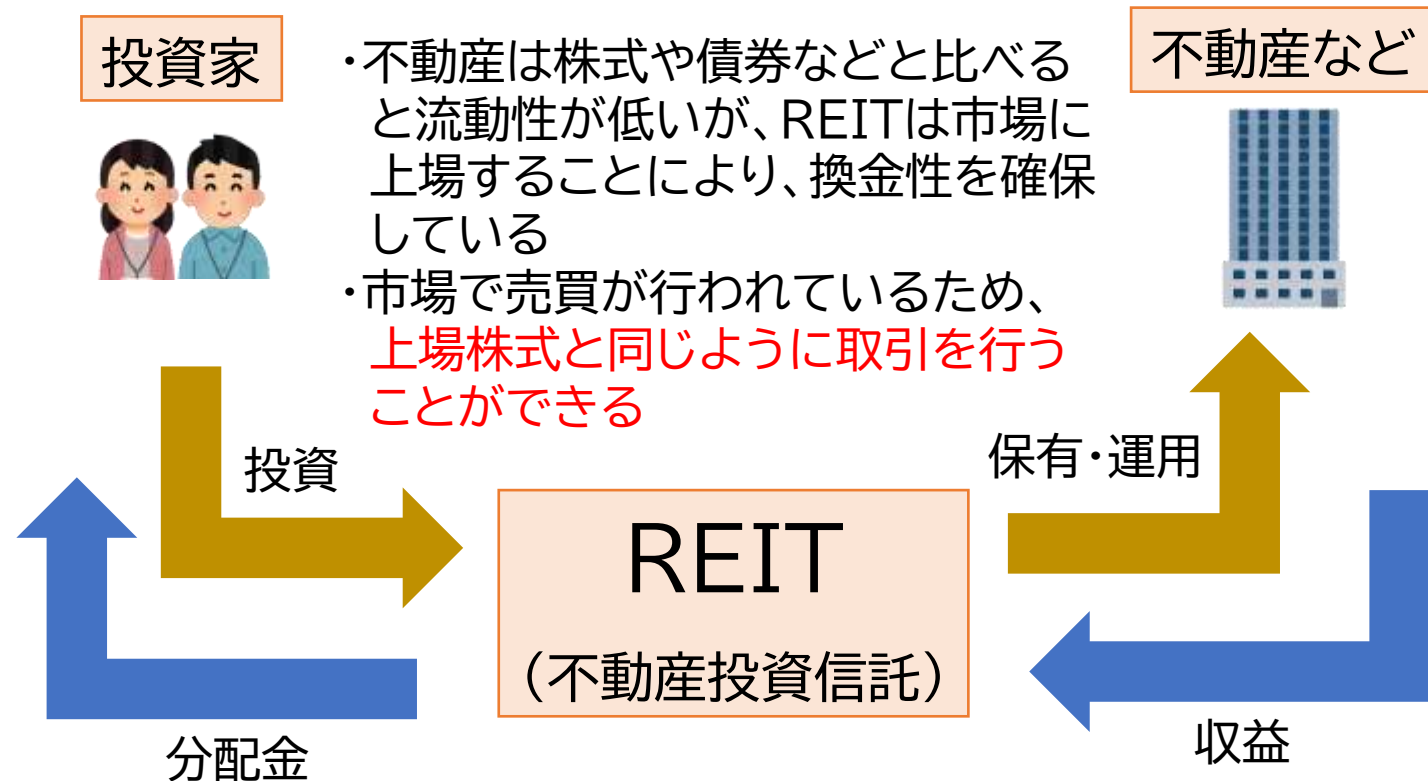 投資家
・不動産は株式や債券などと比べる
と流動性が低いが、REITは市場に
上場することにより、換金性を確保
している
・市場で売買が行われているため、
上場株式と同じように取引を行う
ことができる
不動産など
投資
保有・運用
REIT
（不動産投資信託）
分配金
収益